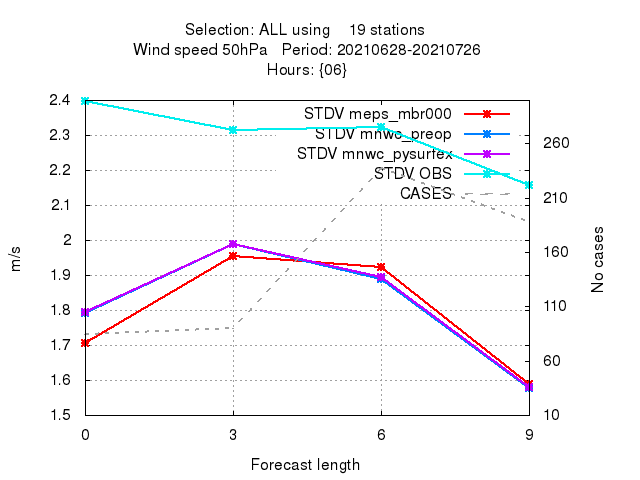 Selection: ALL using 19 stations
Wind speed 50hPa Period: 20210628-20210726
Hours: {06}
STDV meps_mbr000
STDV mnwc_preop
STDV mnwc_pysurfex
STDV OBS
CASES
2.4
2.3
2.2
2.1
2
1.9
1.8
1.7
1.6
1.5
m/s
260
210
160
110
60
10
No cases
0 3 6 9
Forecast length